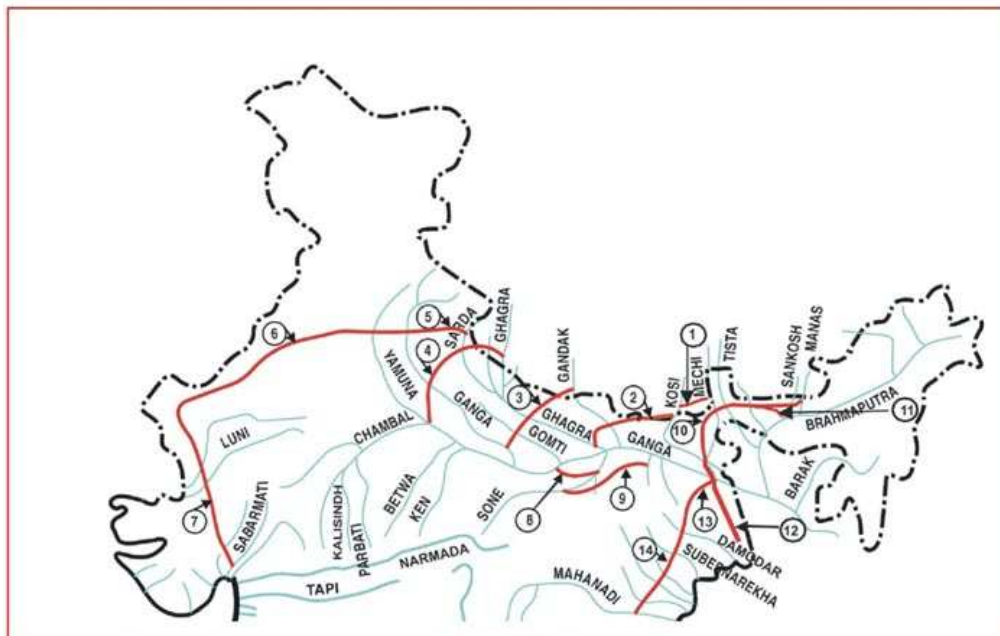 5
SARDA
GHAGRA
6
4
YAMUNA
GANDAK
1
TISTA
SANKOSH
MANAS
KOSI
MECHI
2
3
GHAGRA
GANGA
GOMTI
GANGA
10
11
BRAHMAPUTRA
LUNI
CHAMBAL
BARAK
BETWA
KEN
SONE
8
9
7
SABARMATI
KALISINDH
PARBATI
13
12
14
DAMODAR
SUBERNAREKHA
NARMADA
TAPI
MAHANADI